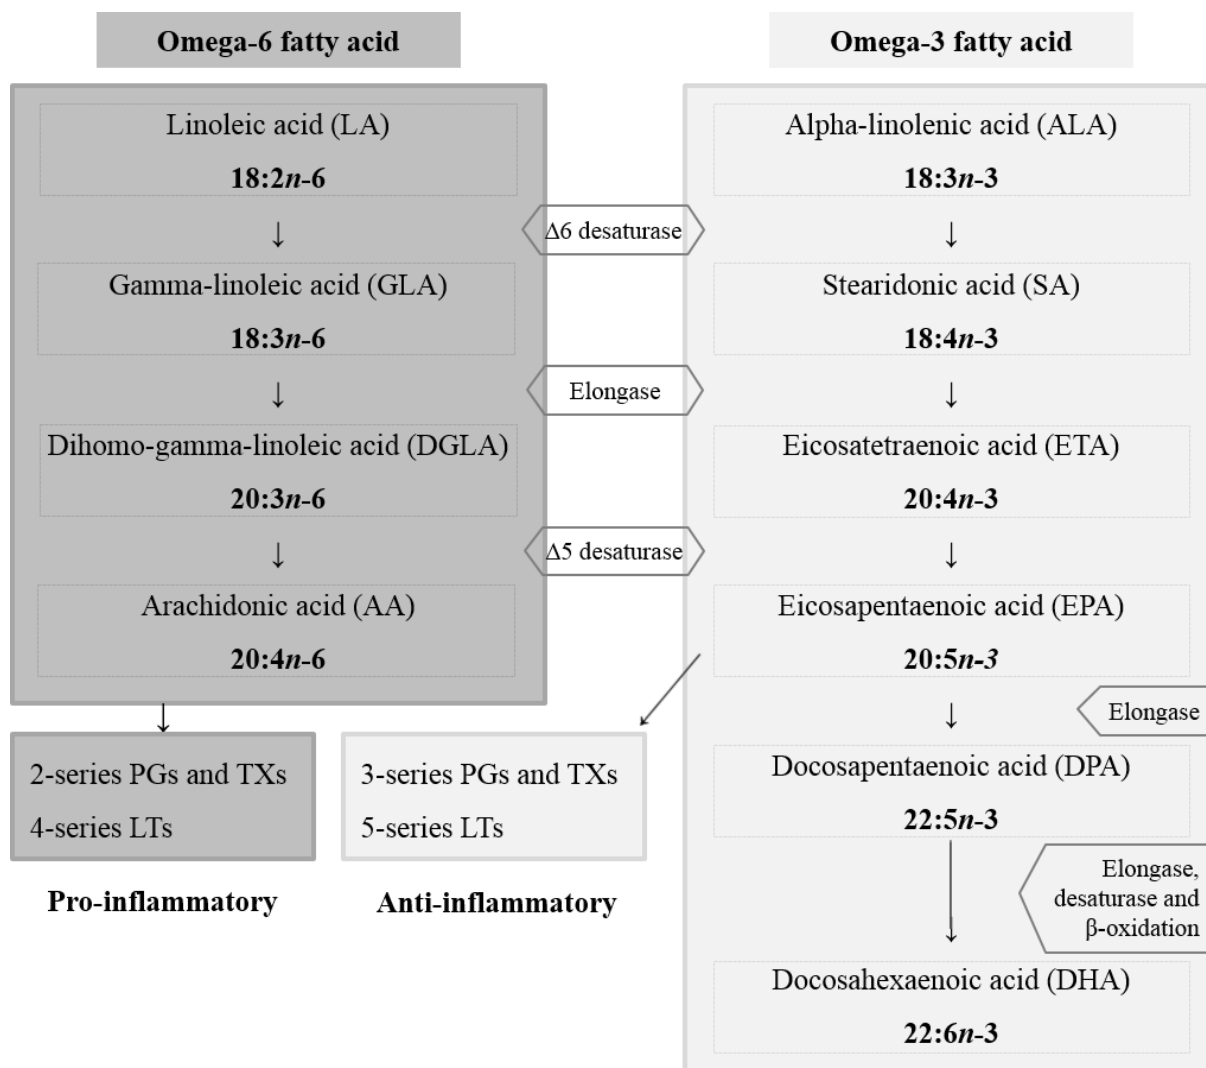 Omega-6 fatty acid
Omega-3 fatty acid
Linoleic acid (LA)
18:2n-6
↓
Gamma-linoleic acid (GLA)
18:3n-6
↓
Dihomo-gamma-linoleic acid (DGLA)
20:3n-6
↓
Arachidonic acid (AA)
20:4n-6
Δ6 desaturase
Elongase
Δ5 desaturase
Alpha-linolenic acid (ALA)
18:3n-3
↓
Stearidonic acid (SA)
18:4n-3
↓
Eicosatetraenoic acid (ETA)
20:4n-3
↓
Eicosapentaenoic acid (EPA)
20:5n-3
↓
Elongase
Docosapentaenoic acid (DPA)
22:5n-3
Elongase,
desaturase and
β-oxidation
Docosahexaenoic acid (DHA)
22:6n-3
↓
2-series PGs and TXs
4-series LTs
Pro-inflammatory
3-series PGs and TXs
5-series LTs
Anti-inflammatory